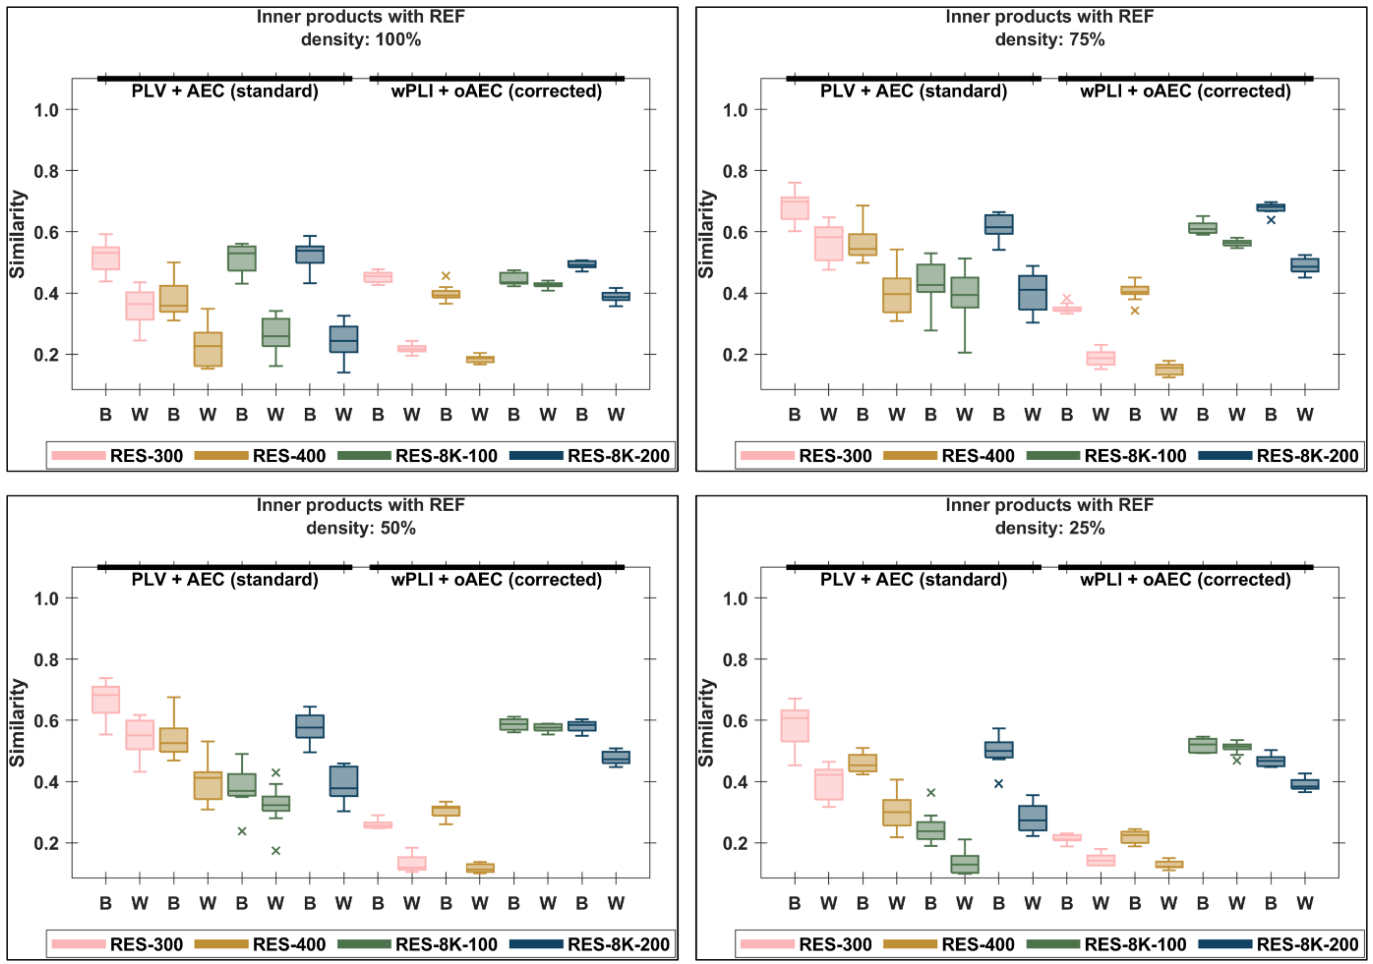 Inner products with REF
density: 100%
PLV + AEC (standard) wPLI + oAEC (corrected)
1.0
0.8
0.6
0.4
0.2
Similarity
B W B W B W B W B W B W B W B W
RES-300 RES-400 RES-8K-100 RES-8K-200
Inner products with REF
density: 75%
PLV + AEC (standard) wPLI + oAEC (corrected)
1.0
0.8
0.6
0.4
0.2
Similarity
B W B W B W B W B W B W B W B W
RES-300 RES-400 RES-8K-100 RES-8K-200
Inner products with REF
density: 50%
PLV + AEC (standard) wPLI + oAEC (corrected)
1.0
0.8
0.6
0.4
0.2
Similarity
B W B W B W B W B W B W B W B W
RES-300 RES-400 RES-8K-100 RES-8K-200
Inner products with REF
density: 25%
PLV + AEC (standard) wPLI + oAEC (corrected)
1.0
0.8
0.6
0.4
0.2
Similarity
B W B W B W B W B W B W B W B W
RES-300 RES-400 RES-8K-100 RES-8K-200